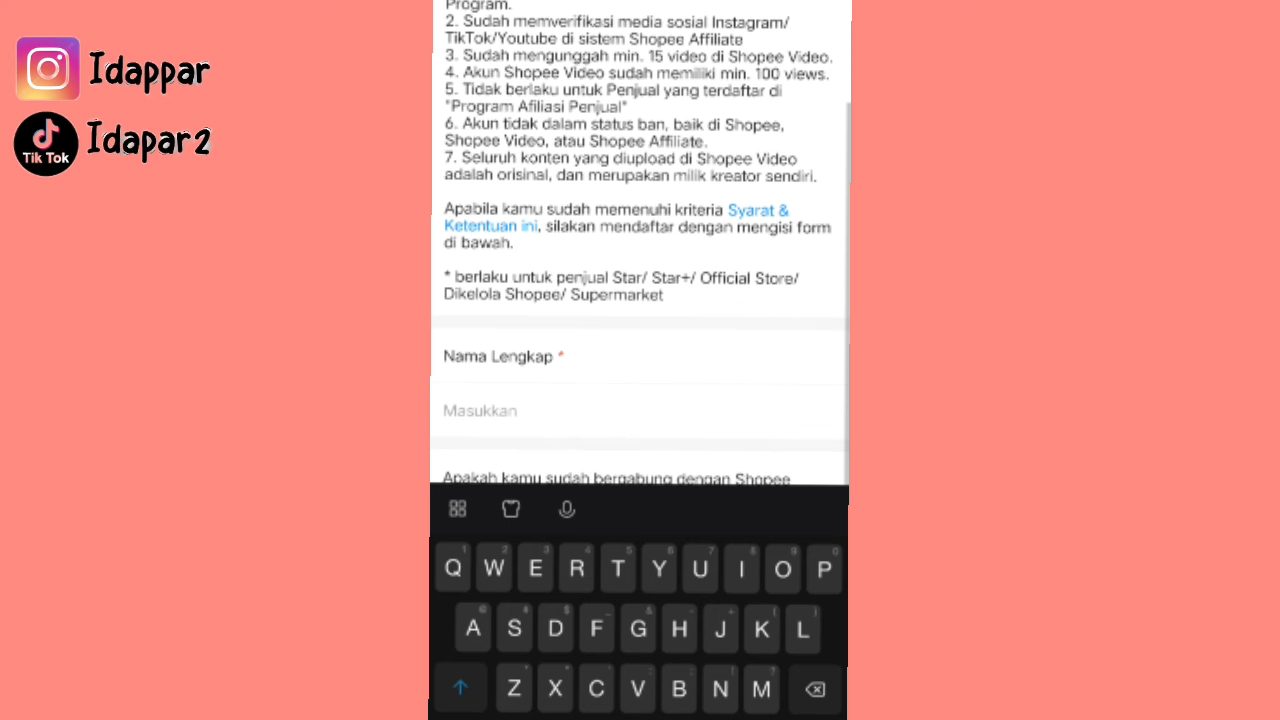 Idappar
Tik Tok
Idapar2
Program.
2. Sudah memverifikasi media sosial Instagram/
TikTok/Youtube di sistem Shopee Affiliate
3. Sudah mengunggah min. 15 video di Shopee Video.
4. Akun Shopee Video sudah memiliki min. 100 views.
5. Tidak berlaku untuk Penjual yang terdaftar di
"Program Afiliasi Penjual"
6. Akun tidak dalam status ban, baik di Shopee,
Shopee Video, atau Shopee Affiliate.
7. Seluruh konten yang diupload di Shopee Video
adalah orisinal, dan merupakan milik kreator sendiri.
Apabila kamu sudah memenuhi kriteria Syarat &
Ketentuan ini, silakan mendaftar dengan mengisi form
di bawah.
* berlaku untuk penjual Star/ Star+/ Official Store/
Dikelola Shopee/ Supermarket
Nama Lengkap *
Masukkan
Apakah kamu sudah bergabung dengan Shopee
Q W E R T Y U I O P
A S D F G H J K L
Z X C V B N M